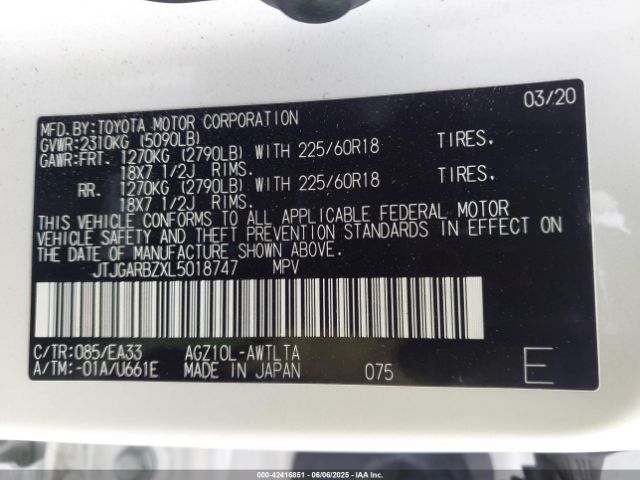 03/20
MFD.BY:TOYOTA MOTOR CORPORATION
GVWR:2310KG (5090LB)
GAWR:FRT. 1270KG (2790LB) WITH 225/60R18 TIRES,
18X7 1/2J RIMS.
RR. 1270KG (2790LB) WITH 225/60R18 TIRES,
18X7 1/2J RIMS.
THIS VEHICLE CONFORMS TO ALL APPLICABLE FEDERAL MOTOR
VEHICLE SAFETY AND THEFT PREVENTION STANDARDS IN EFFECT ON
THE DATE OF MANUFACTURE SHOWN ABOVE.
JTJGARBZXL5018747 MPV
C/TR:085/EA33 AGZ10L-AWTLTA
A/TM:-01A/U661E MADE IN JAPAN 075 E
000-42416851 - 06/06/2025 - IAA Inc.